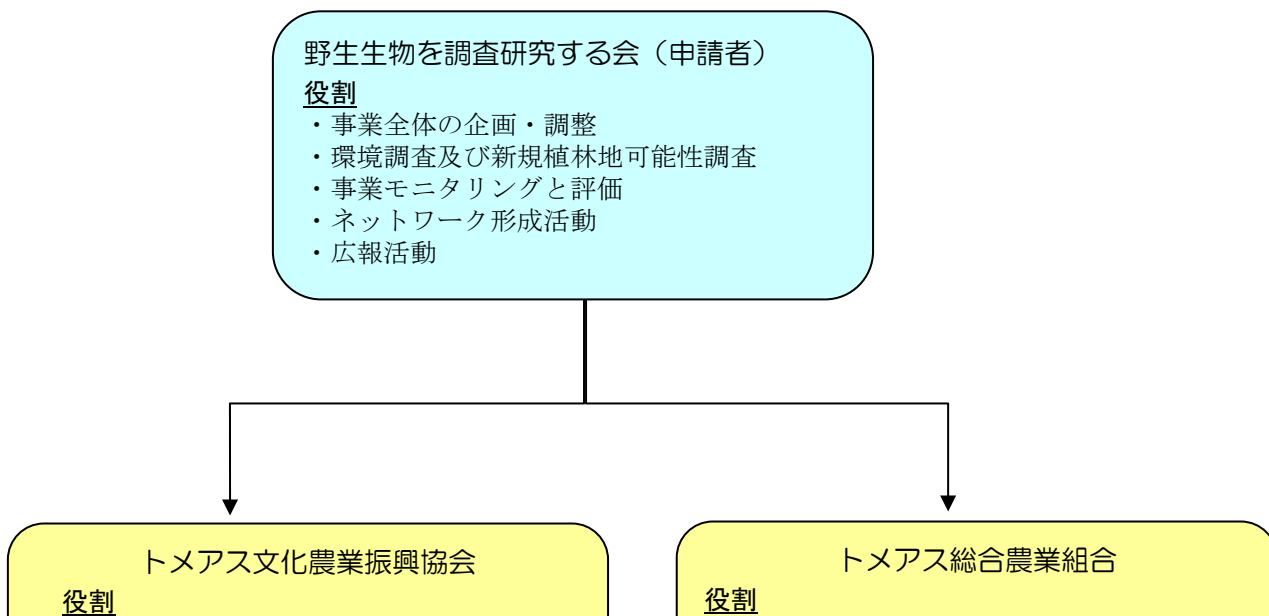 野生生物を調査研究する会（申請者）
役割
・事業全体の企画・調整
・環境調査及び新規植林地可能性調査
・事業モニタリングと評価
・ネットワーク形成活動
・広報活動
トメアス文化農業振興協会
役割
トメアス総合農業組合
役割